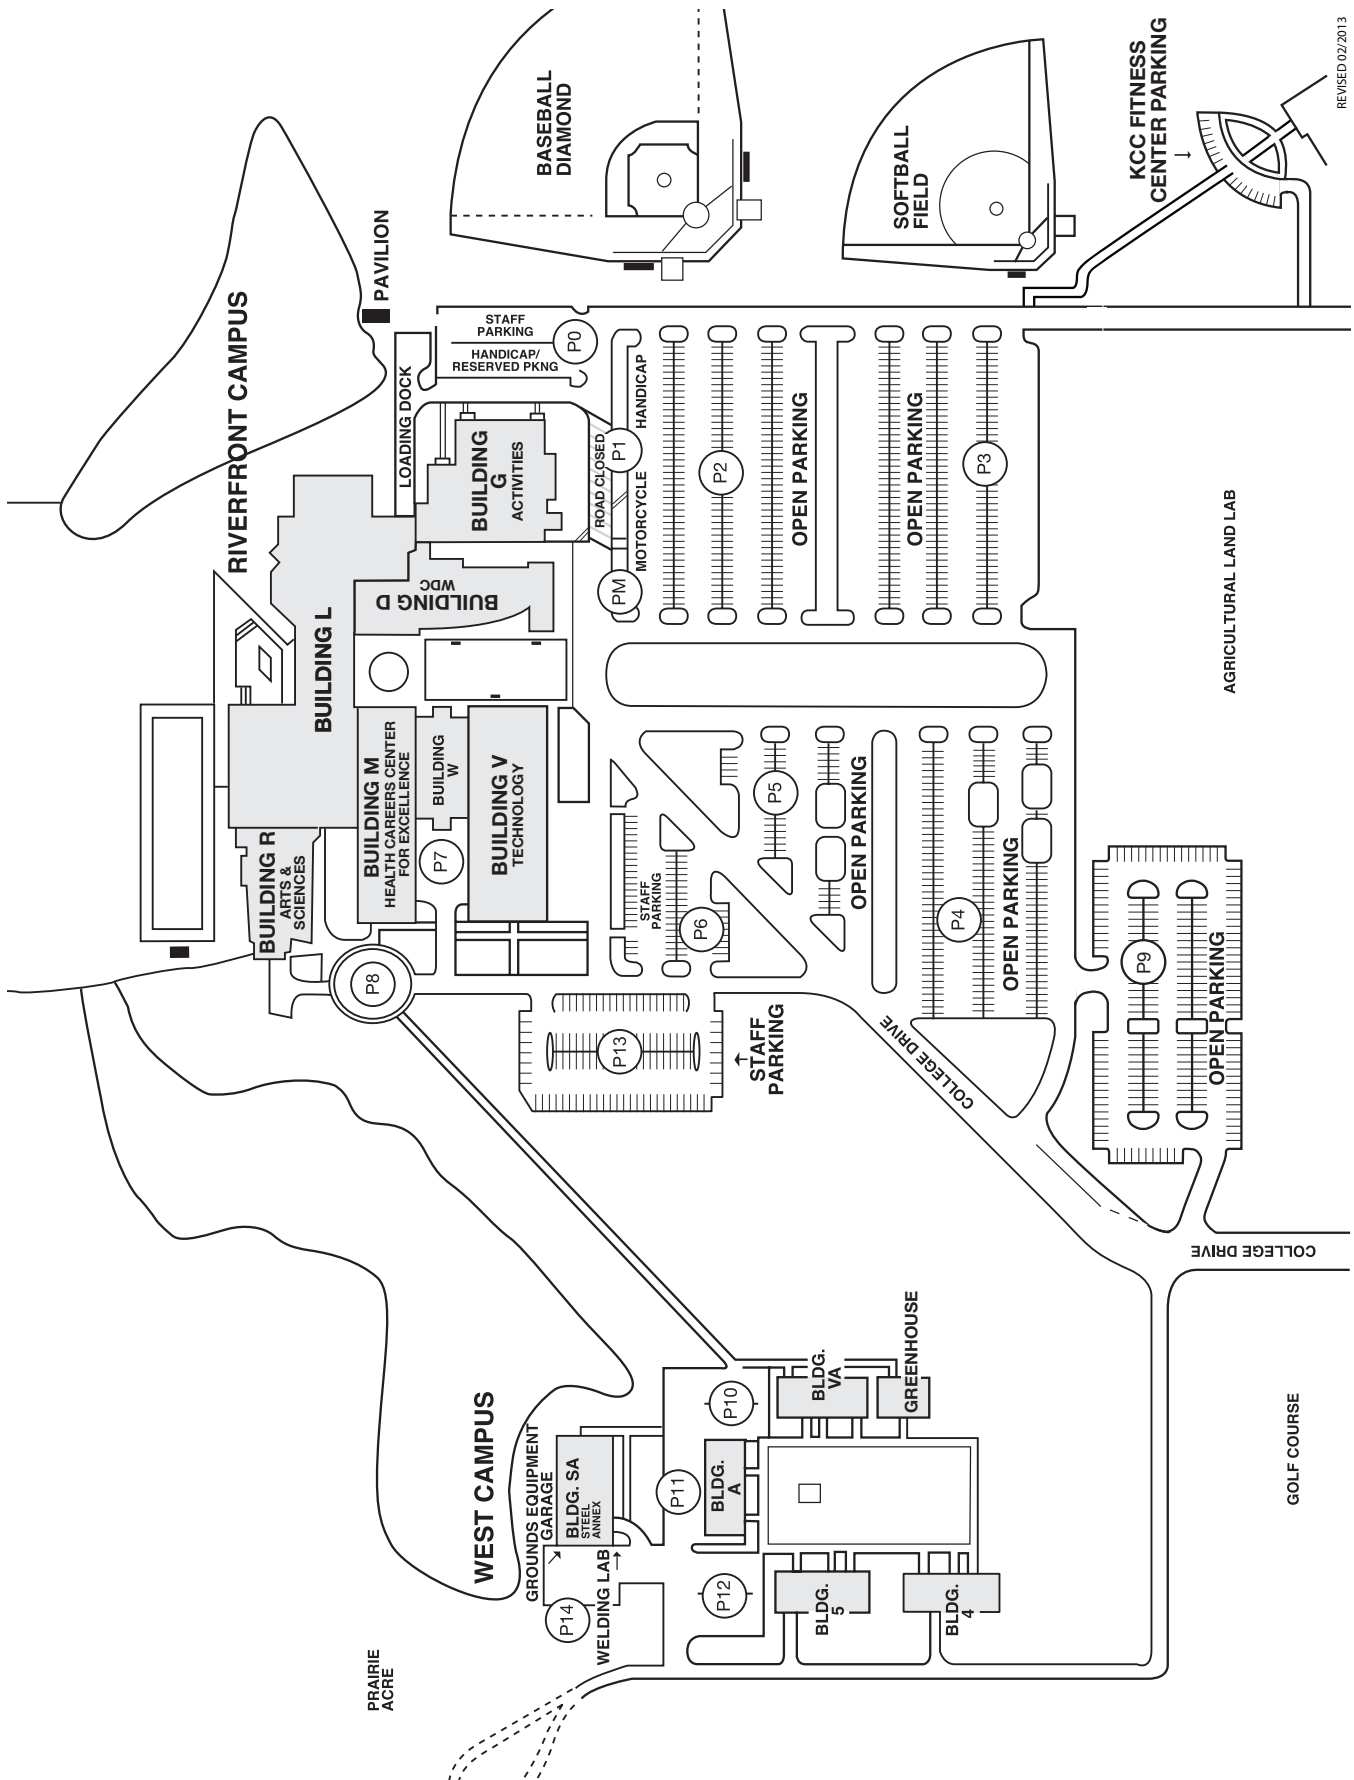 REVISED 02/2013
KCC FITNESS
CENTER PARKING
→
BASEBALL
DIAMOND
SOFTBALL
FIELD
PAVILION
RIVERFRONT CAMPUS
STAFF
PARKING
HANDICAP/
RESERVED PKNG
P0
LOADING DOCK
BUILDING
G
ACTIVITIES
ROAD CLOSED
P1
HANDICAP
MOTORCYCLE
PM
P2
OPEN PARKING
OPEN PARKING
P3
AGRICULTURAL LAND LAB
BUILDING L
BUILDING D
WDC
BUILDING M
HEALTH CAREERS CENTER
FOR EXCELLENCE
BUILDING
W
BUILDING V
TECHNOLOGY
BUILDING R
ARTS &
SCIENCES
P7
P8
STAFF
PARKING
P6
P5
OPEN PARKING
P4
OPEN PARKING
P9
OPEN PARKING
P13
STAFF
PARKING
COLLEGE DRIVE
COLLEGE DRIVE
WEST CAMPUS
GROUNDS EQUIPMENT
GARAGE
BLDG. SA
STEEL
ANNEX
WELDING LAB
P14
P10
P11
P12
BLDG.
A
BLDG.
VA
GREENHOUSE
BLDG.
5
BLDG.
4
PRAIRIE
ACRE
GOLF COURSE